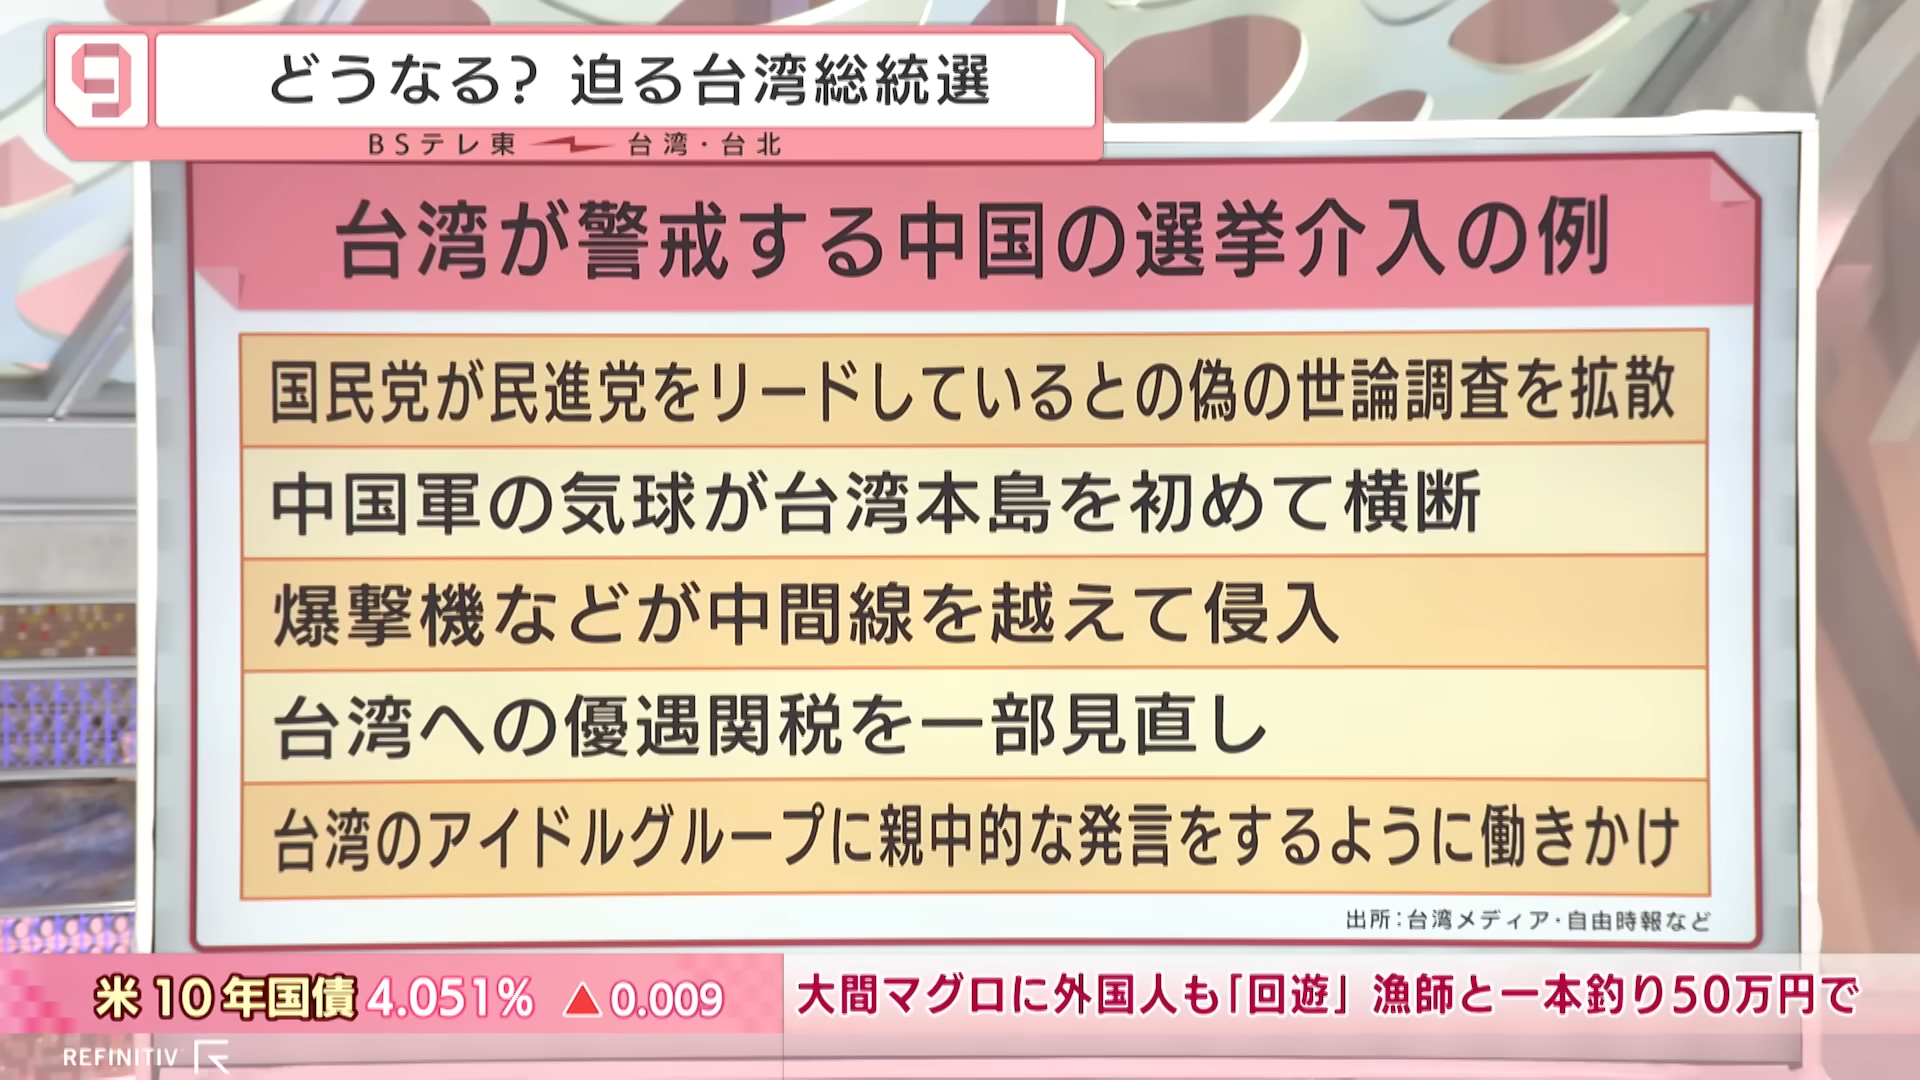 9
どうなる? 迫る台湾総統選
BSテレ東 台湾・台北
台湾が警戒する中国の選挙介入の例
国民党が民進党をリードしているとの偽の世論調査を拡散
中国軍の気球が台湾本島を初めて横断
爆撃機などが中間線を越えて侵入
台湾への優遇関税を一部見直し
台湾のアイドルグループに親中的な発言をするように働きかけ
出所:台湾メディア・自由時報など
米10年国債 4.051% ▲0.009
大間マグロに外国人も「回遊」 漁師と一本釣り50万円で
REFINITIV